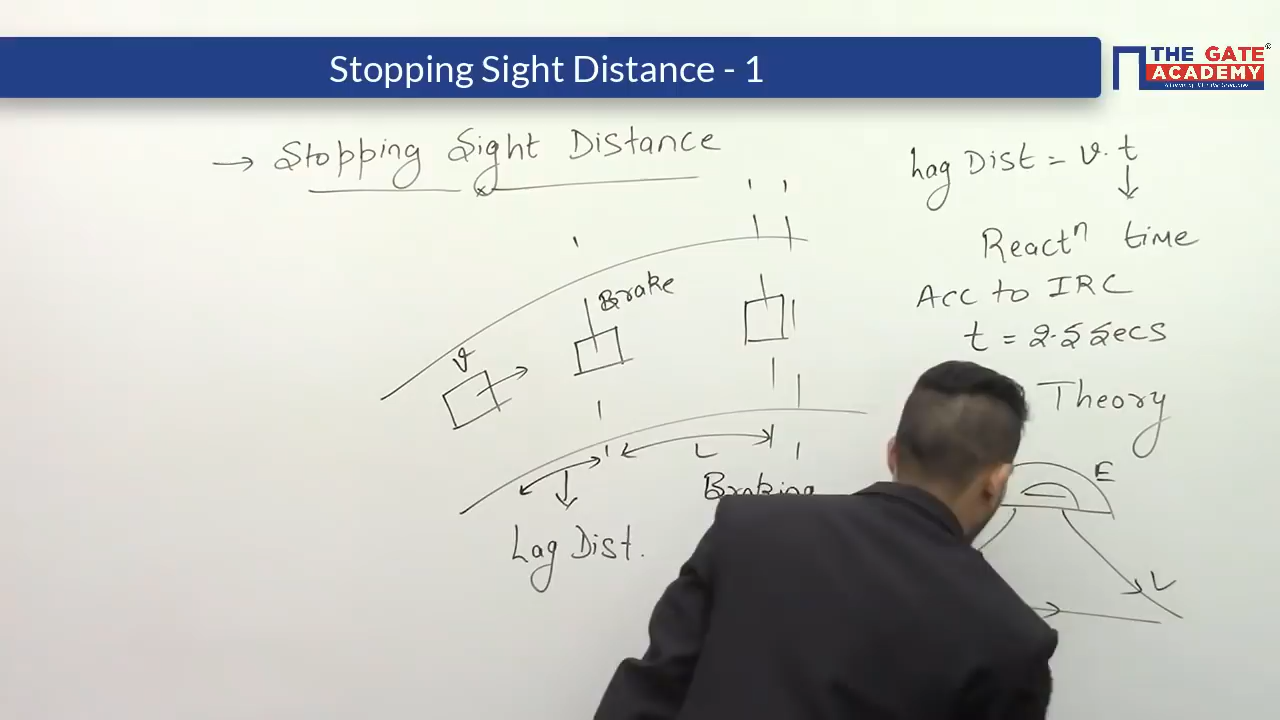 Stopping Sight Distance - 1
THE GATE
ACADEMY
→ Stopping Sight Distance
Brake
v
L
Braking
Lag Dist.
Lag Dist = v. t
Reactⁿ time
Acc to IRC
t = 2.5 Secs
Theory
E
L